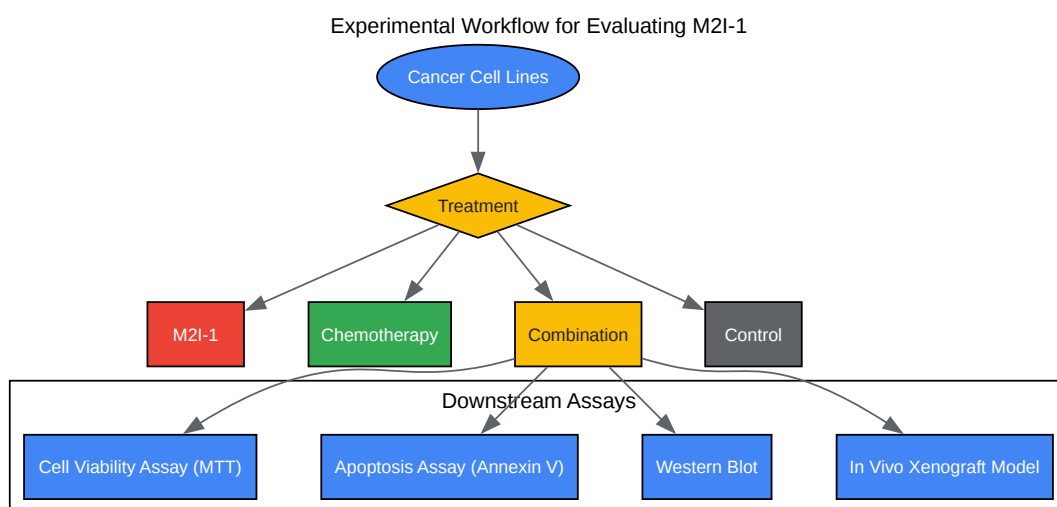 Experimental Workflow for Evaluating M2I-1
Cancer Cell Lines
Treatment
M2I-1
Chemotherapy
Combination
Control
Downstream Assays
Cell Viability Assay (MTT)
Apoptosis Assay (Annexin V)
Western Blot
In Vivo Xenograft Model